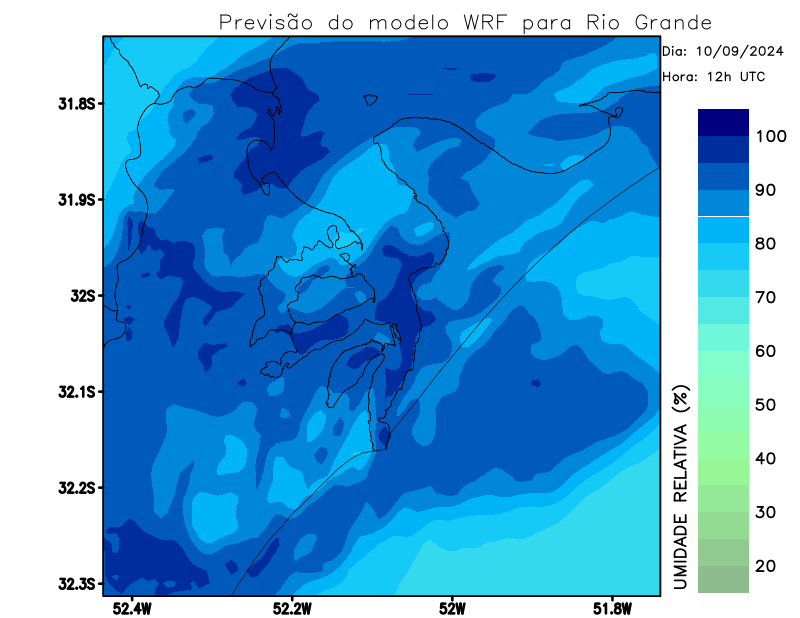 Previsão do modelo WRF para Rio Grande
Dia: 10/09/2024
Hora: 12h UTC
31.8S
31.9S
32S
32.1S
32.2S
32.3S
52.4W
52.2W
52W
51.8W
100
90
80
70
60
50
40
30
20
UMIDADE RELATIVA (%)